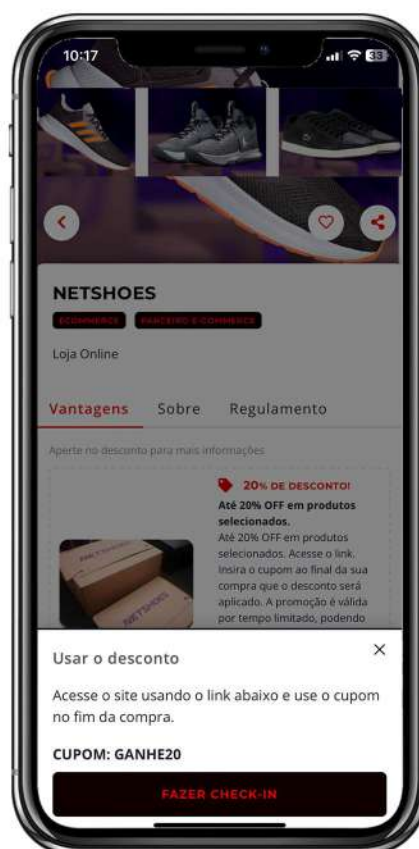 10:17
33
NETSHOES
ECOMMERCE PARCEIRO E-COMMERCE
Loja Online
Vantagens Sobre Regulamento
Aperte no desconto para mais informações
20% DE DESCONTO!
Até 20% OFF em produtos
selecionados.
Até 20% OFF em produtos
selecionados. Acesse o link.
Insira o cupom ao final da sua
compra que o desconto será
aplicado. A promoção é válida
por tempo limitado, podendo
NETSHOES
NETSHOES
Usar o desconto
Acesse o site usando o link abaixo e use o cupom
no fim da compra.
CUPOM: GANHE20
FAZER CHECK-IN